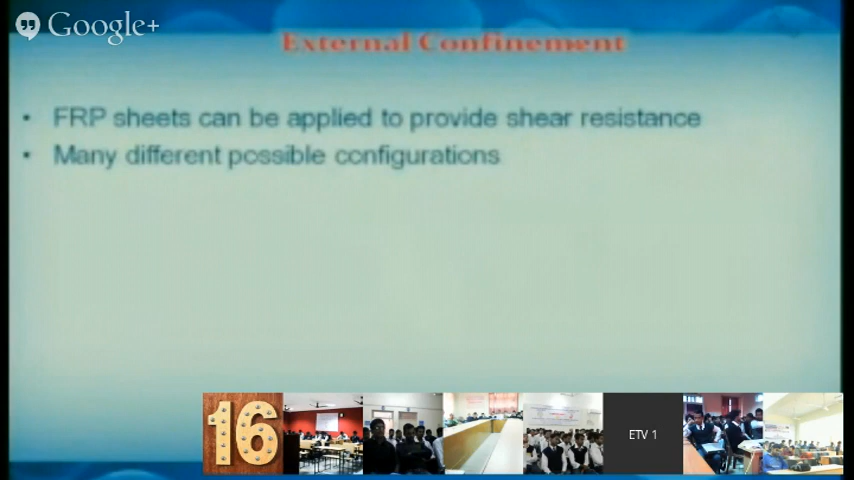 Google+
External Confinement
• FRP sheets can be applied to provide shear resistance
• Many different possible configurations
16
ETV 1